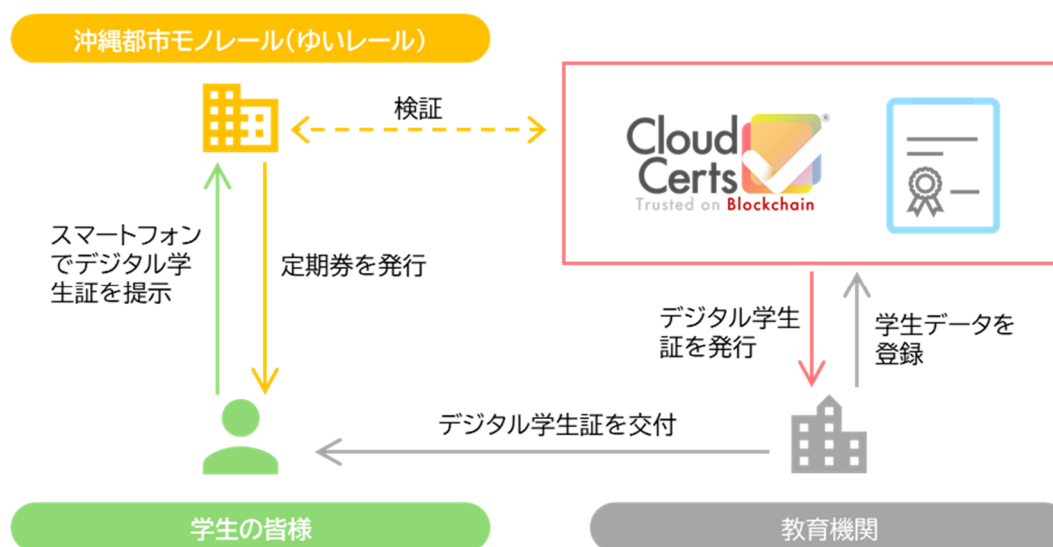 沖縄都市モノレール(ゆいレール)
検証
Cloud
Certs
®
Trusted on Blockchain
スマートフォン
でデジタル学
生証を提示
定期券を発行
デジタル学生
証を発行
学生データを
登録
デジタル学生証を交付
学生の皆様
教育機関